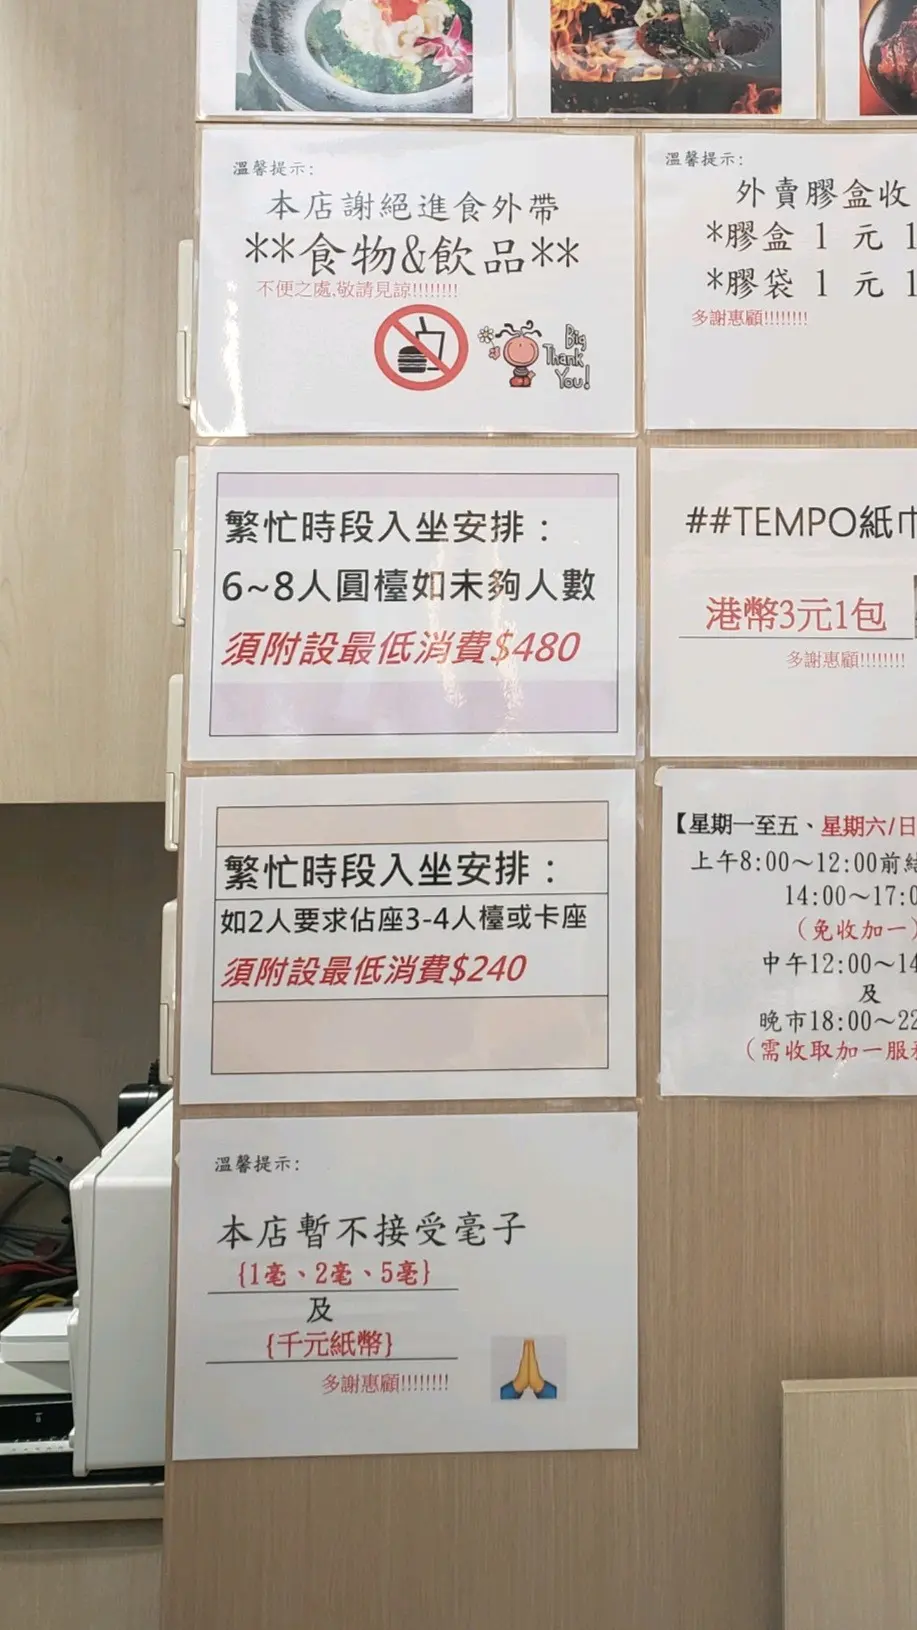 溫馨提示:
本店謝絕進食外帶
**食物&飲品**
不便之處,敬請見諒!!!!!!!!
Big
Thank
You!
溫馨提示:
外賣膠盒收
*膠盒 1 元 1
*膠袋 1 元 1
多謝惠顧!!!!!!!!
繁忙時段入坐安排：
6~8人圓檯如未夠人數
須附設最低消費$480
##TEMPO紙巾
港幣3元1包
多謝惠顧!!!!!!!!
繁忙時段入坐安排：
如2人要求佔座3-4人檯或卡座
須附設最低消費$240
【星期一至五、星期六/日
上午8:00～12:00前結
14:00～17:0
（免收加一）
中午12:00～14
及
晚市18:00～22
（需收取加一服務
溫馨提示:
本店暫不接受毫子
{1毫、2毫、5毫}
及
{千元紙幣}
多謝惠顧!!!!!!!!